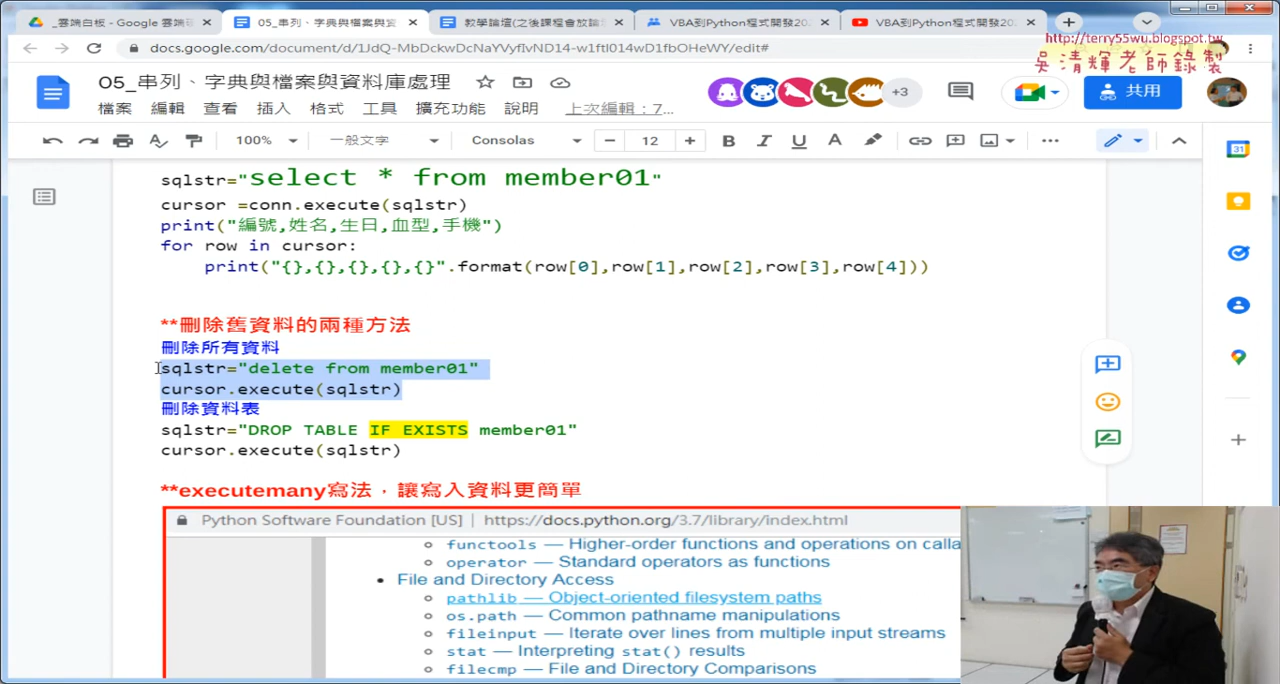 _雲端白板 - Google 雲端硬
05_串列、字典與檔案與資
教學論壇(之後課程會放論壇
VBA到Python程式開發202
VBA到Python程式開發202
docs.google.com/document/d/1JdQ-MbDckwDcNaYVyfIvND14-w1ftI014wD1fbOHeWY/edit#
http://terry55wu.blogspot.tw
吳清輝老師錄製
05_串列、字典與檔案與資料庫處理
+3
共用
檔案 編輯 查看 插入 格式 工具 擴充功能 說明 上次編輯：7...
100% 一般文字 Consolas 12 B I U A
31
sqlstr="select * from member01"
cursor =conn.execute(sqlstr)
print("編號,姓名,生日,血型,手機")
for row in cursor:
print("{},{},{},{},{}".format(row[0],row[1],row[2],row[3],row[4]))
**刪除舊資料的兩種方法
刪除所有資料
sqlstr="delete from member01"
cursor.execute(sqlstr)
刪除資料表
sqlstr="DROP TABLE IF EXISTS member01"
cursor.execute(sqlstr)
**executemany寫法，讓寫入資料更簡單
Python Software Foundation [US] | https://docs.python.org/3.7/library/index.html
functools — Higher-order functions and operations on calla
operator — Standard operators as functions
File and Directory Access
pathlib — Object-oriented filesystem paths
os.path — Common pathname manipulations
fileinput — Iterate over lines from multiple input streams
stat — Interpreting stat() results
filecmp — File and Directory Comparisons